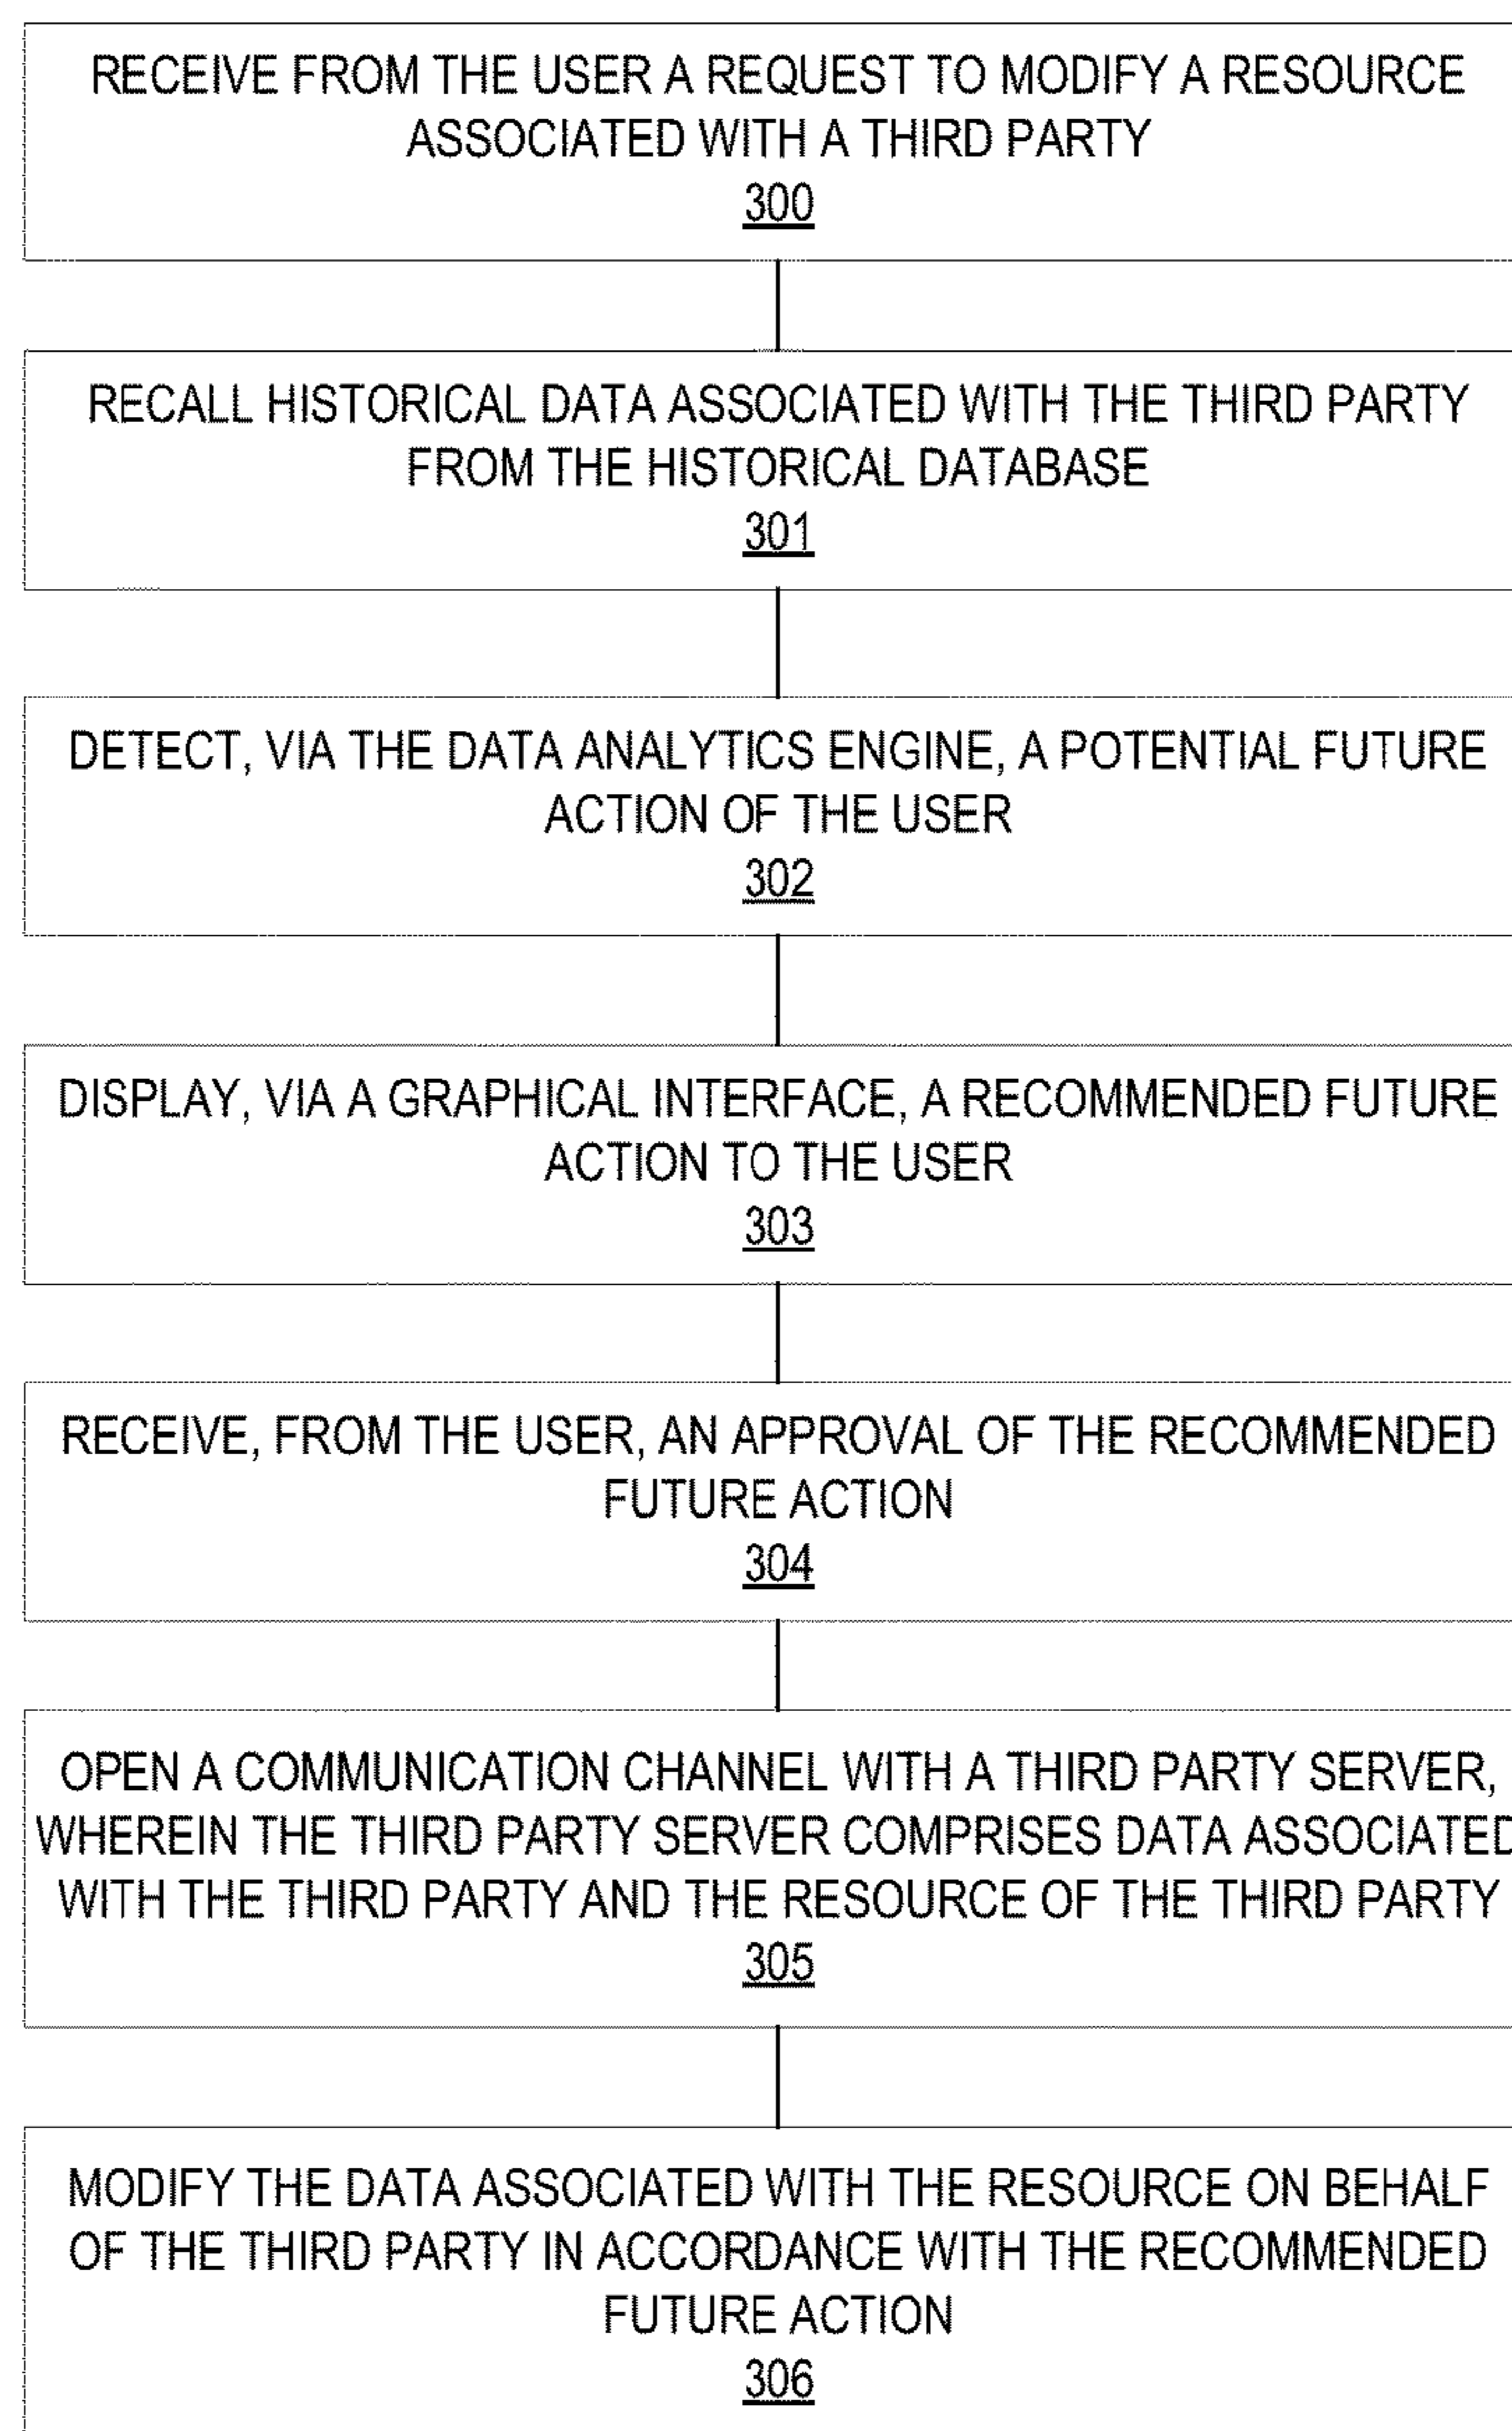 RECEIVE FROM THE USER A REQUEST TO MODIFY A RESOURCE
ASSOCIATED WITH A THIRD PARTY
300
RECALL HISTORICAL DATA ASSOCIATED WITH THE THIRD PARTY
FROM THE HISTORICAL DATABASE
301
DETECT, VIA THE DATA ANALYTICS ENGINE, A POTENTIAL FUTURE
ACTION OF THE USER
302
DISPLAY, VIA A GRAPHICAL INTERFACE, A RECOMMENDED FUTURE
ACTION TO THE USER
303
RECEIVE, FROM THE USER, AN APPROVAL OF THE RECOMMENDED
FUTURE ACTION
304
OPEN A COMMUNICATION CHANNEL WITH A THIRD PARTY SERVER,
WHEREIN THE THIRD PARTY SERVER COMPRISES DATA ASSOCIATED
WITH THE THIRD PARTY AND THE RESOURCE OF THE THIRD PARTY
305
MODIFY THE DATA ASSOCIATED WITH THE RESOURCE ON BEHALF
OF THE THIRD PARTY IN ACCORDANCE WITH THE RECOMMENDED
FUTURE ACTION
306